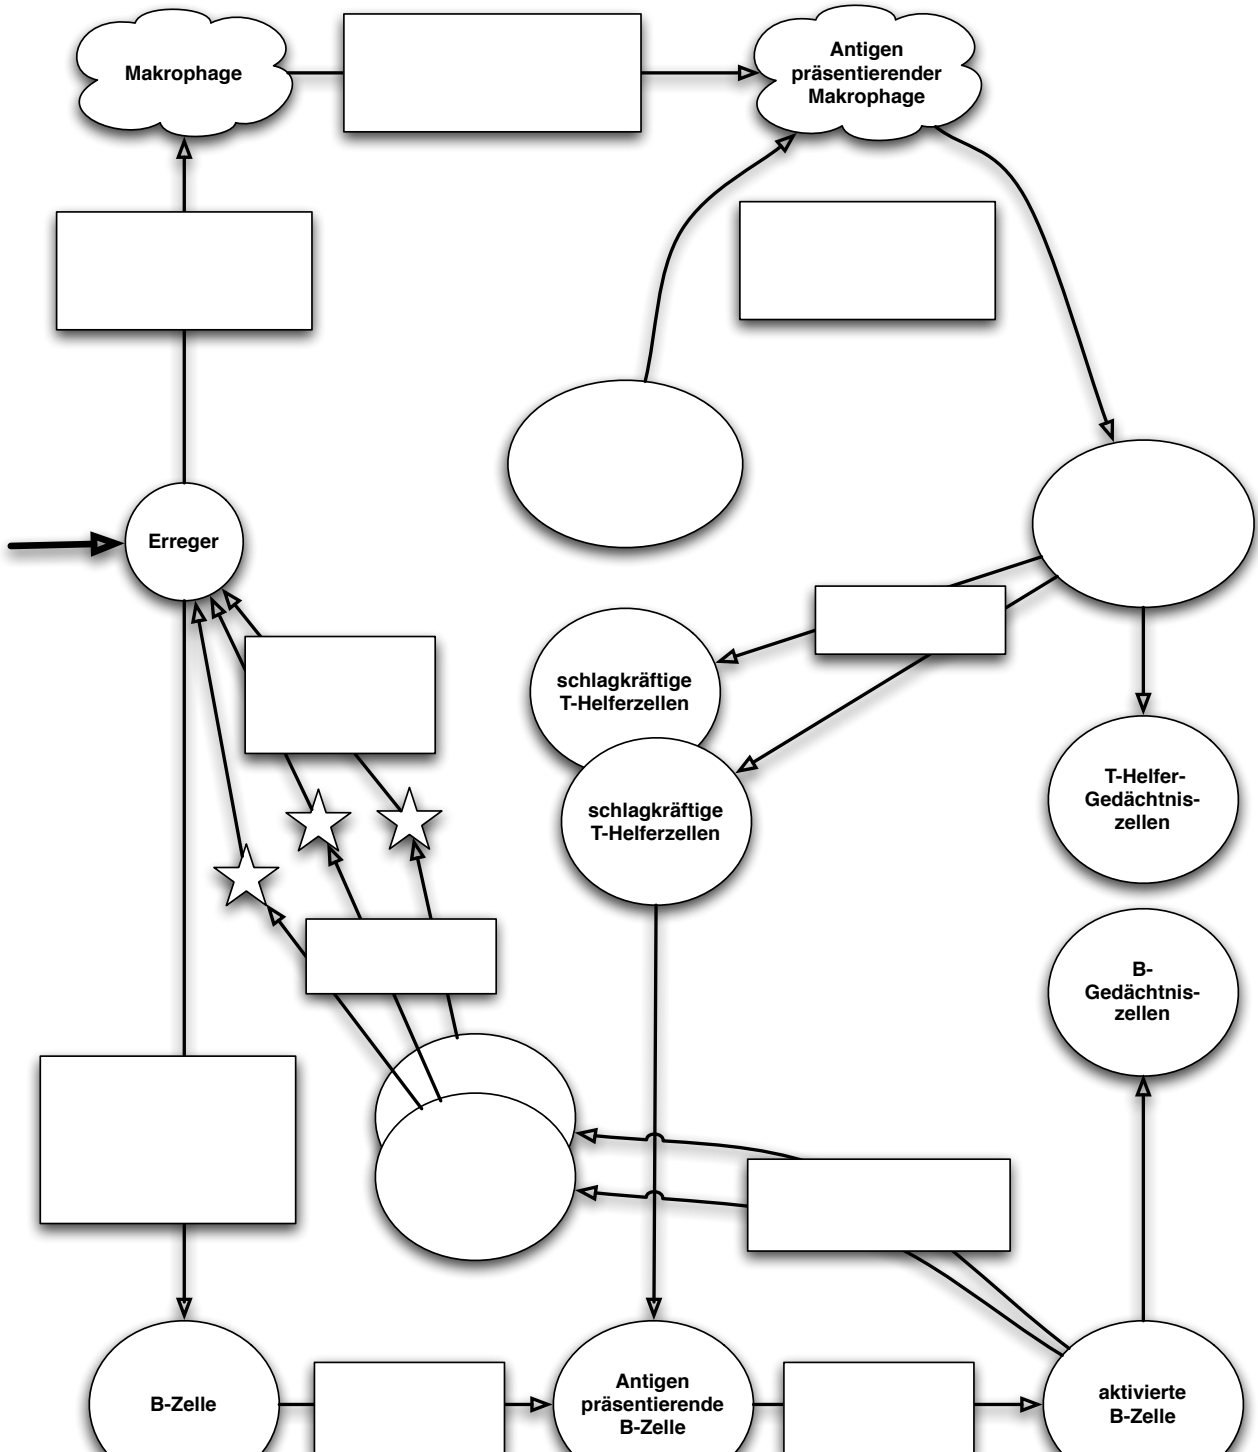 Makrophage
Antigen
präsentierender
Makrophage
Erreger
schlagkräftige
T-Helferzellen
schlagkräftige
T-Helferzellen
T-Helfer-
Gedächtnis-
zellen
B-
Gedächtnis-
zellen
B-Zelle
Antigen
präsentierende
B-Zelle
aktivierte
B-Zelle